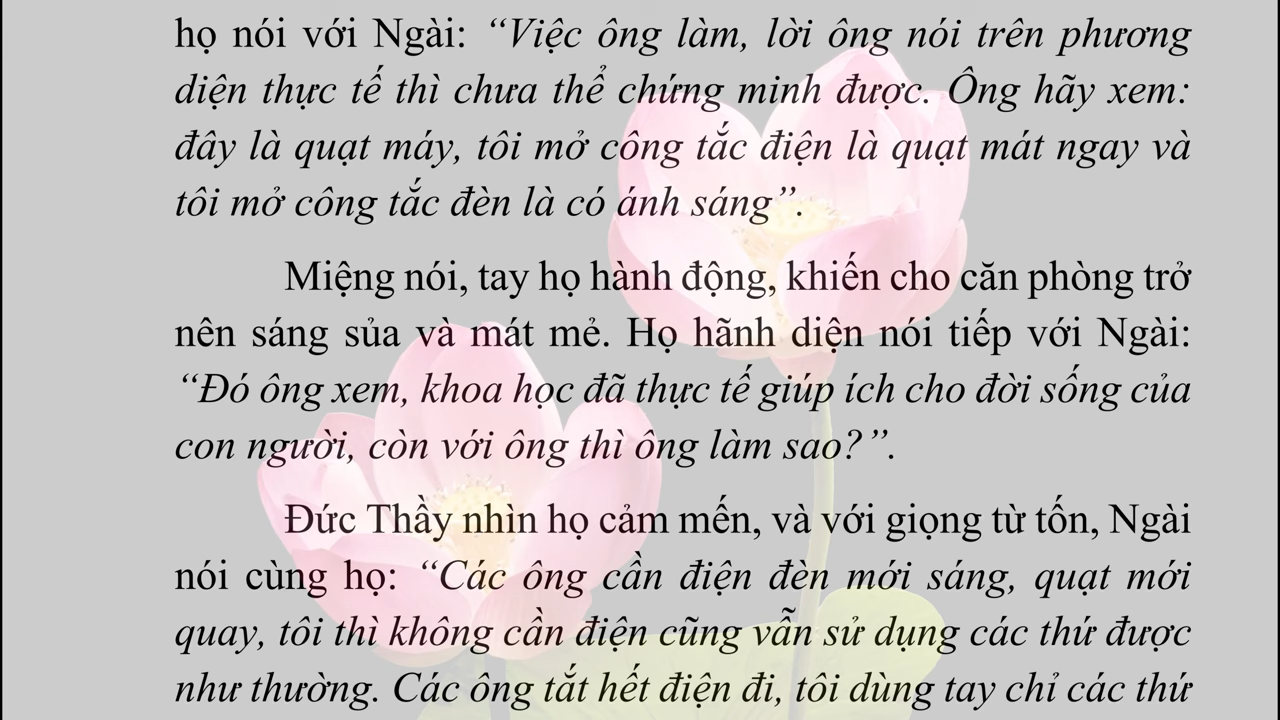 họ nói với Ngài: “Việc ông làm, lời ông nói trên phương
diện thực tế thì chưa thể chứng minh được. Ông hãy xem:
đây là quạt máy, tôi mở công tắc điện là quạt mát ngay và
tôi mở công tắc đèn là có ánh sáng”.
Miệng nói, tay họ hành động, khiến cho căn phòng trở
nên sáng sủa và mát mẻ. Họ hãnh diện nói tiếp với Ngài:
“Đó ông xem, khoa học đã thực tế giúp ích cho đời sống của
con người, còn với ông thì ông làm sao?”.
Đức Thầy nhìn họ cảm mến, và với giọng từ tốn, Ngài
nói cùng họ: “Các ông cần điện đèn mới sáng, quạt mới
quay, tôi thì không cần điện cũng vẫn sử dụng các thứ được
như thường. Các ông tắt hết điện đi, tôi dùng tay chỉ các thứ